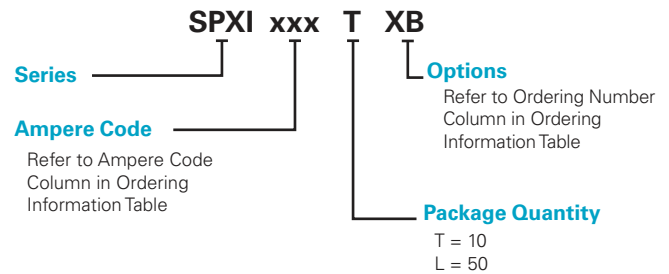 SPXI xxx T XB
Series
Ampere Code
Refer to Ampere Code
Column in Ordering
Information Table
Options
Refer to Ordering Number
Column in Ordering
Information Table
Package Quantity
T = 10
L = 50